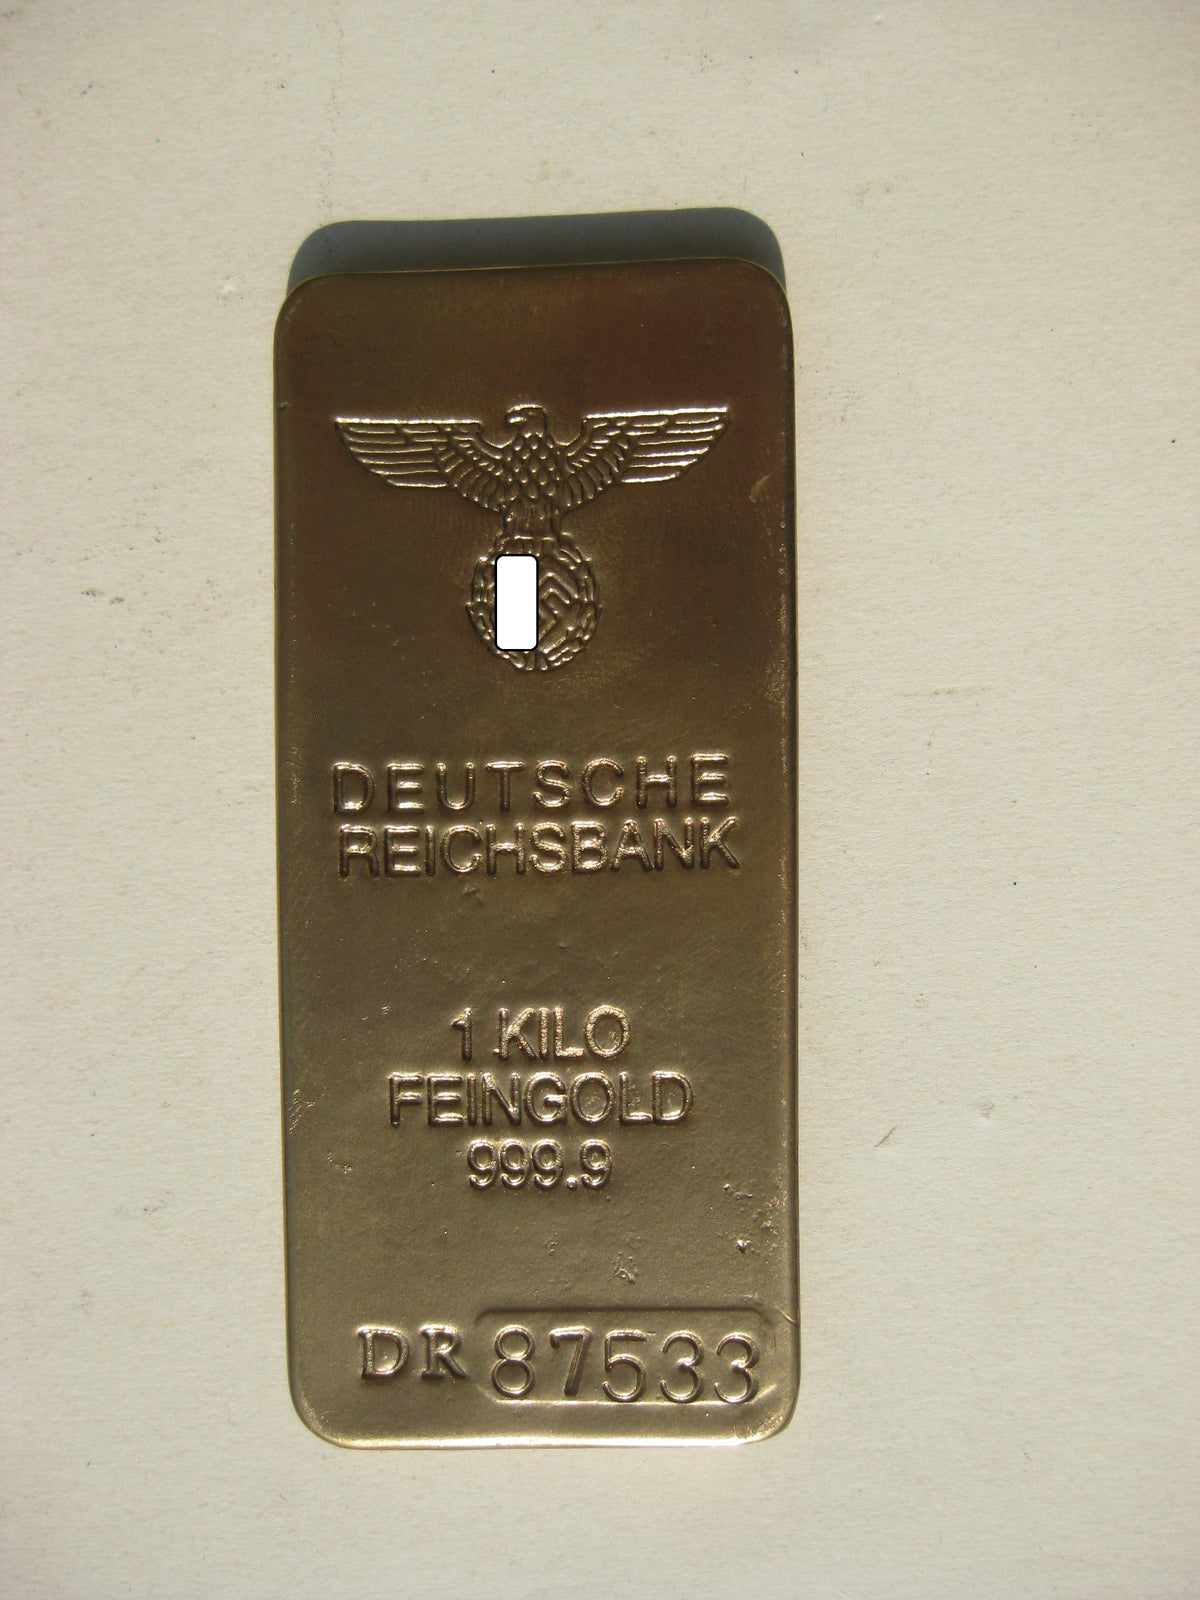 DEUTSCHE
REICHSBANK
1 KILO
FEINGOLD
999.9
DR 87533